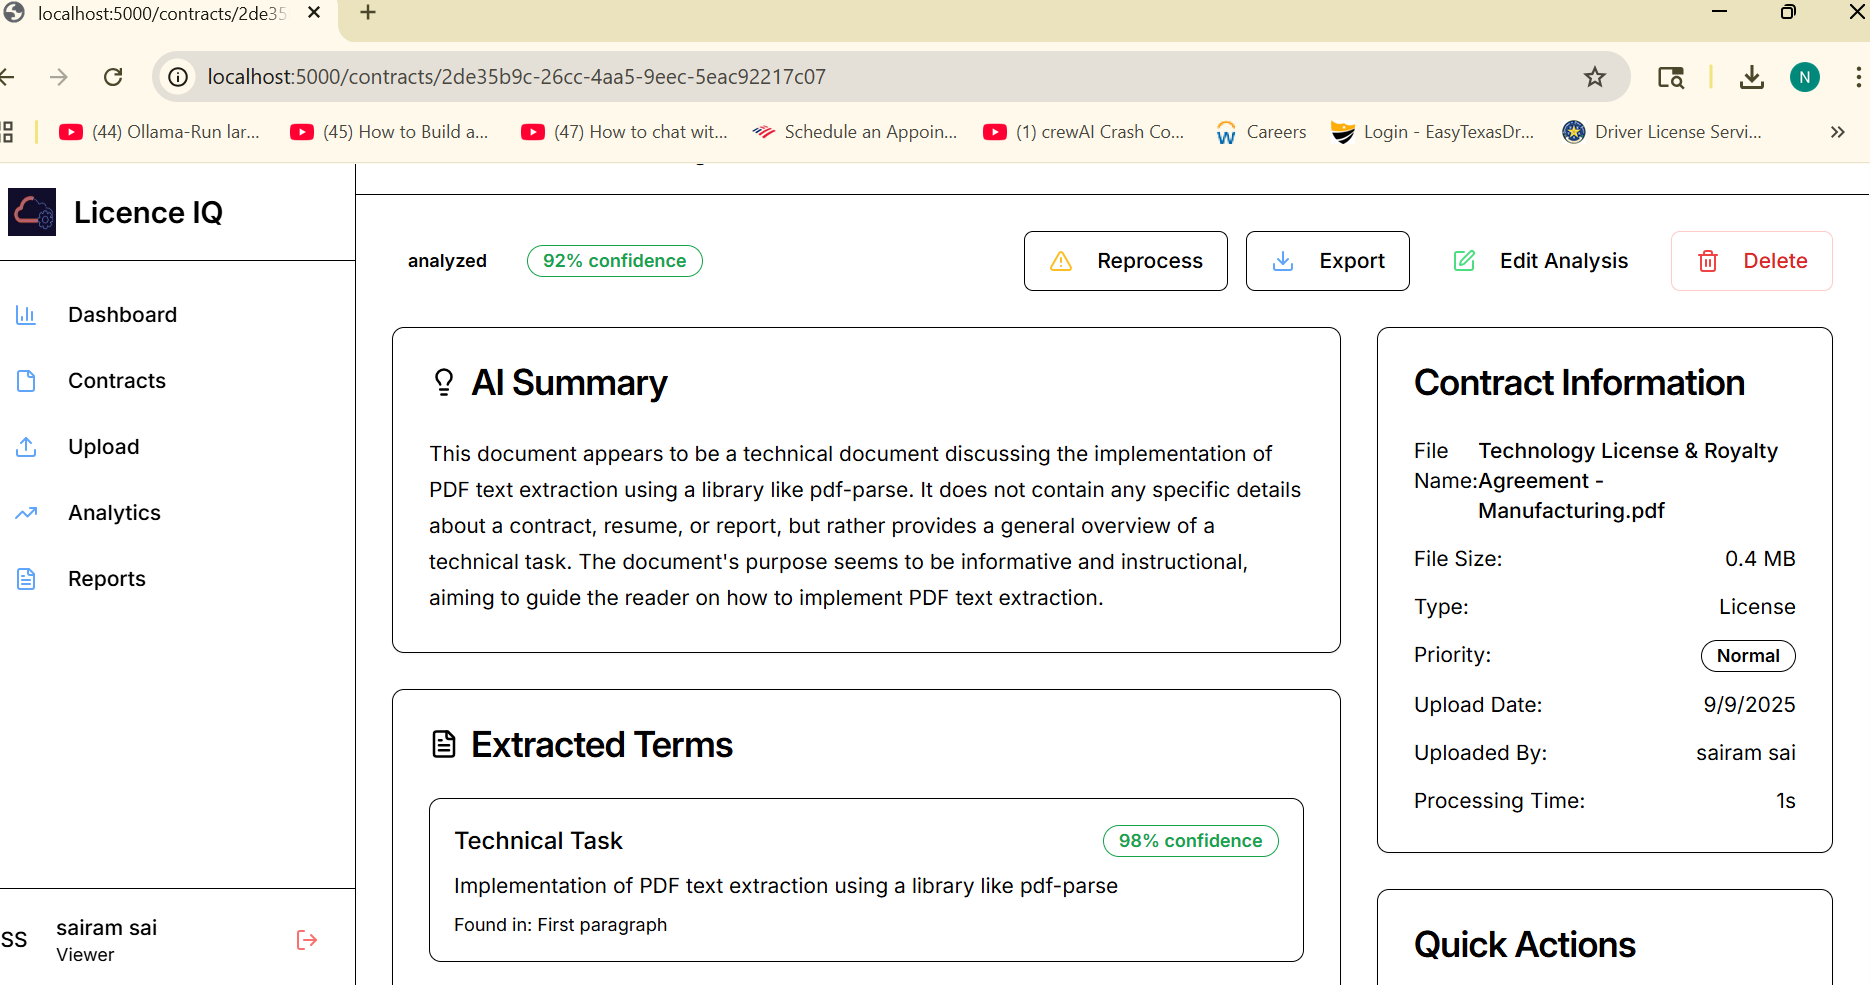 localhost:5000/contracts/2de35
localhost:5000/contracts/2de35b9c-26cc-4aa5-9eec-5eac92217c07
N
(44) Ollama-Run lar...
(45) How to Build a...
(47) How to chat wit...
Schedule an Appoin...
(1) crewAI Crash Co...
Careers
Login - EasyTexasDr...
Driver License Servi...
Licence IQ
Dashboard
Contracts
Upload
Analytics
Reports
SS
sairam sai
Viewer
analyzed
92% confidence
Reprocess
Export
Edit Analysis
Delete
AI Summary
This document appears to be a technical document discussing the implementation of
PDF text extraction using a library like pdf-parse. It does not contain any specific details
about a contract, resume, or report, but rather provides a general overview of a
technical task. The document's purpose seems to be informative and instructional,
aiming to guide the reader on how to implement PDF text extraction.
Extracted Terms
Technical Task
98% confidence
Implementation of PDF text extraction using a library like pdf-parse
Found in: First paragraph
Contract Information
File Technology License & Royalty
Name: Agreement -
Manufacturing.pdf
File Size: 0.4 MB
Type: License
Priority: Normal
Upload Date: 9/9/2025
Uploaded By: sairam sai
Processing Time: 1s
Quick Actions